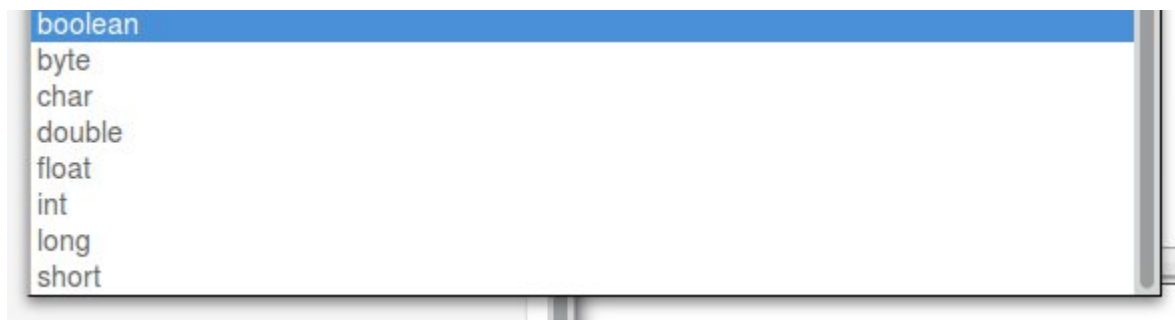 boolean
byte
char
double
float
int
long
short